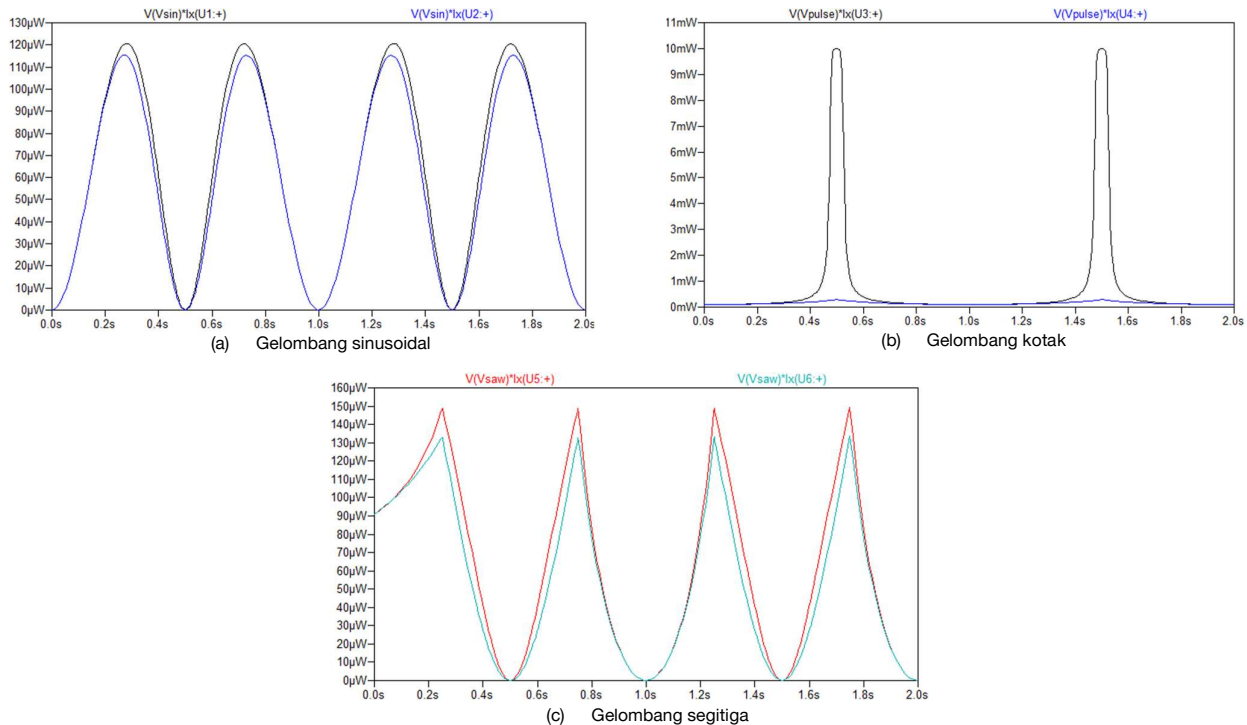 V(Vsin)*Ix(U1:+) V(Vsin)*Ix(U2:+)
130µW
120µW
110µW
100µW
90µW
80µW
70µW
60µW
50µW
40µW
30µW
20µW
10µW
0µW
0.0s 0.2s 0.4s 0.6s 0.8s 1.0s 1.2s 1.4s 1.6s 1.8s 2.0s
(a) Gelombang sinusoidal
V(Vpulse)*Ix(U3:+) V(Vpulse)*Ix(U4:+)
11mW
10mW
9mW
8mW
7mW
6mW
5mW
4mW
3mW
2mW
1mW
0mW
0.0s 0.2s 0.4s 0.6s 0.8s 1.0s 1.2s 1.4s 1.6s 1.8s 2.0s
(b) Gelombang kotak
V(Vsaw)*Ix(U5:+) V(Vsaw)*Ix(U6:+)
160µW
150µW
140µW
130µW
120µW
110µW
100µW
90µW
80µW
70µW
60µW
50µW
40µW
30µW
20µW
10µW
0µW
0.0s 0.2s 0.4s 0.6s 0.8s 1.0s 1.2s 1.4s 1.6s 1.8s 2.0s
(c) Gelombang segitiga